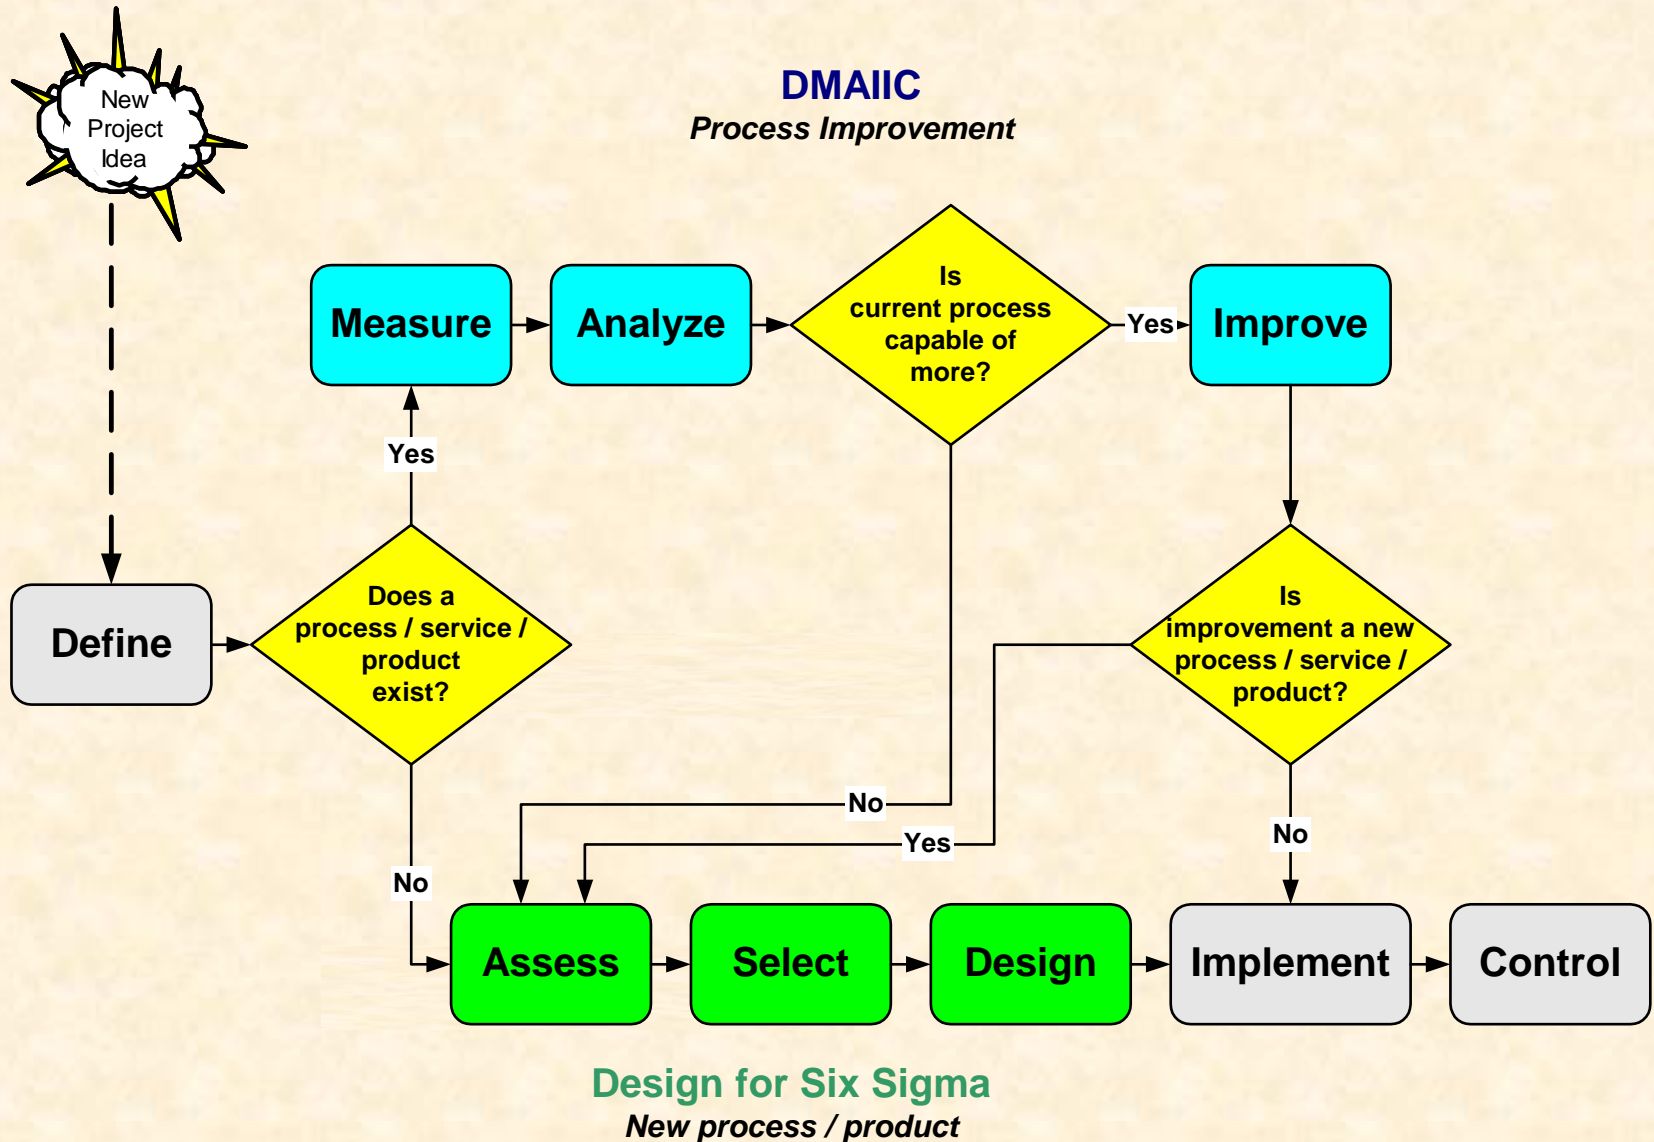 New
Project
Idea
DMAIIC
Process Improvement
Measure
Analyze
Is
current process
capable of
more?
Yes
Improve
Yes
Define
Does a
process / service /
product
exist?
Is
improvement a new
process / service /
product?
No
Yes
No
No
Assess
Select
Design
Implement
Control
Design for Six Sigma
New process / product